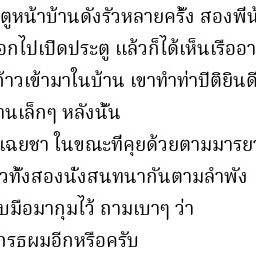 ตูหน้าบ้านดังรัวหลายครั้ง สองพี่น้
อกไปเปิดประตู แล้วก็ได้เห็นเรืออา
ก้าวเข้ามาในบ้าน เขาทำท่าปีติยินดี
านเล็กๆ หลังนั้น
เฉยชา ในขณะที่คุยด้วยตามมารยา
วทั้งสองนั่งสนทนากันตามลำพัง
บมือมากุมไว้ ถามเบาๆ ว่า
กรธผมอีกหรือครับ